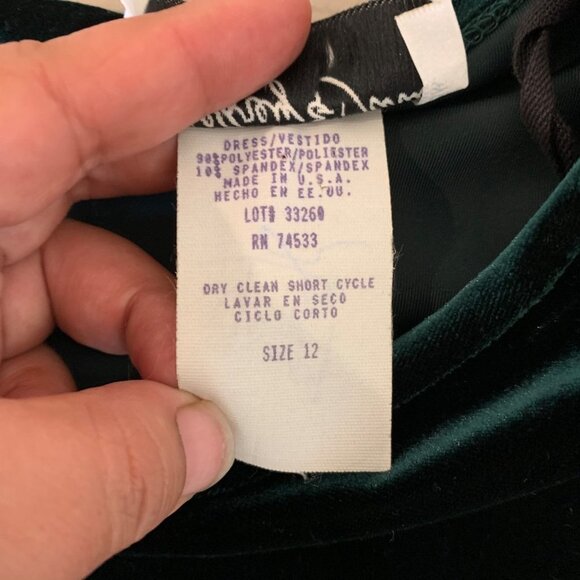 DRESS/VESTIDO
90%POLYESTER/POLIESTER
10% SPANDEX/SPANDEX
MADE IN U.S.A.
HECHO EN EE.UU.
LOT# 33260
RN 74533
DRY CLEAN SHORT CYCLE
LAVAR EN SECO
CICLO CORTO
SIZE 12